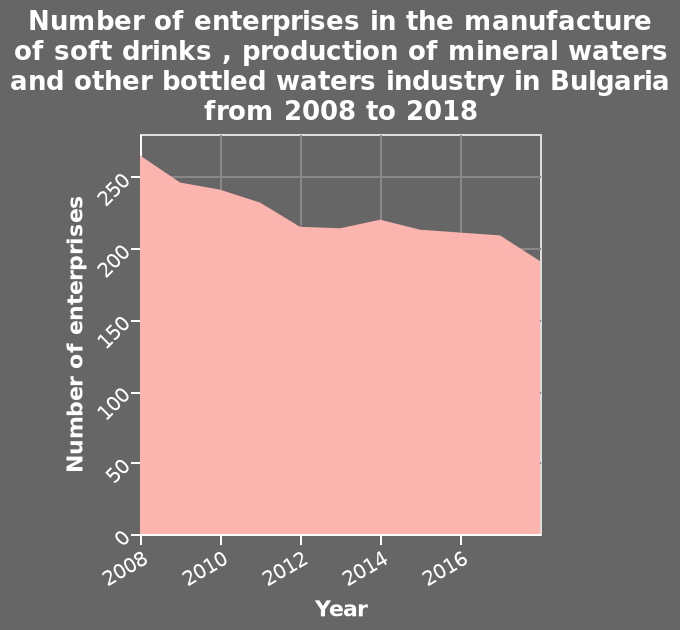 Number of enterprises in the manufacture
of soft drinks , production of mineral waters
and other bottled waters industry in Bulgaria
from 2008 to 2018
Number of enterprises
250
200
150
100
50
0
2008
2010
2012
2014
2016
Year